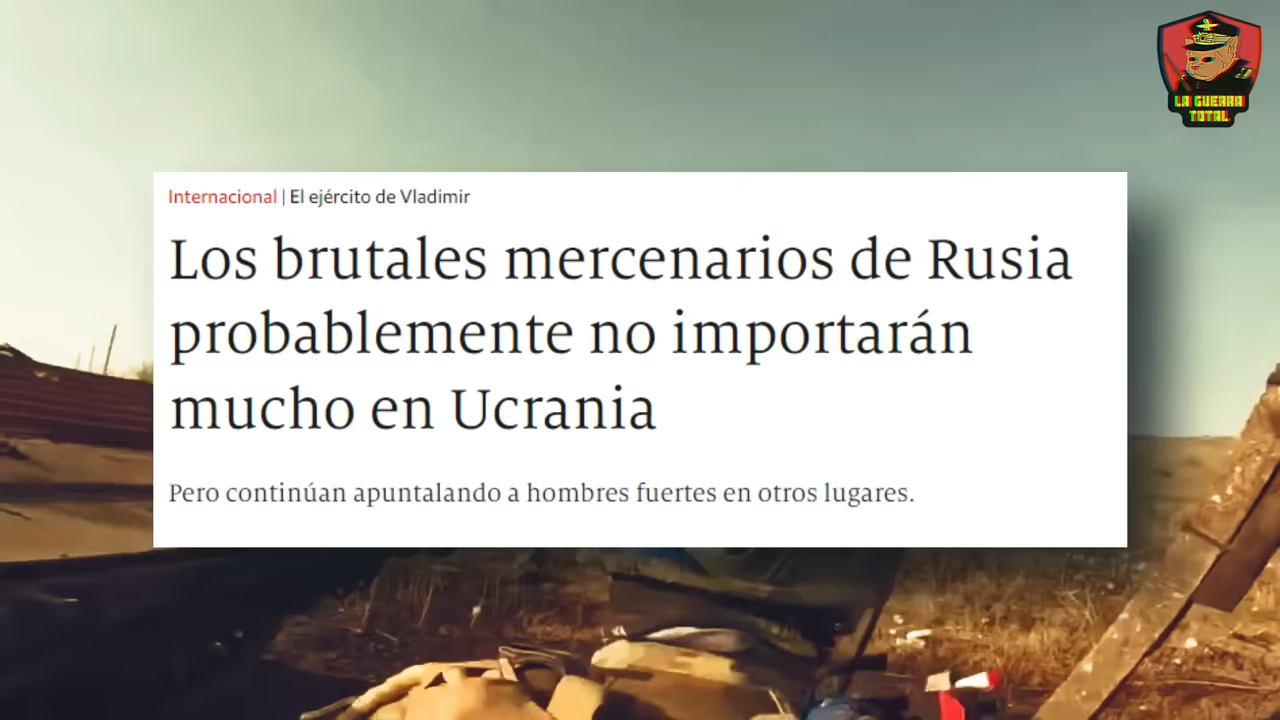 LA GUERRA
TOTAL
Internacional | El ejército de Vladimir
Los brutales mercenarios de Rusia
probablemente no importarán
mucho en Ucrania
Pero continúan apuntalando a hombres fuertes en otros lugares.